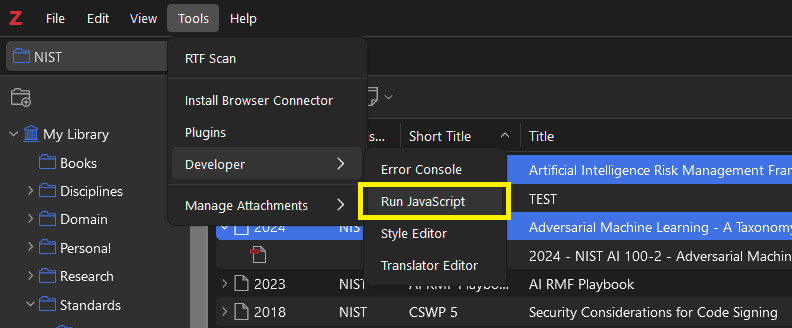 Z File Edit View Tools Help
NIST
RTF Scan
Install Browser Connector
Plugins
My Library
Developer
Manage Attachments
Error Console
Run JavaScript
Style Editor
Translator Editor
Books
Disciplines
Domain
Personal
Research
Standards
Short Title Title
Artificial Intelligence Risk Management Fram
TEST
2024 NIST Adversarial Machine Learning - A Taxonomy
2024 - NIST AI 100-2 - Adversarial Machin
2023 NIST AI RMF Playbook AI RMF Playbook
2018 NIST CSWP 5 Security Considerations for Code Signing